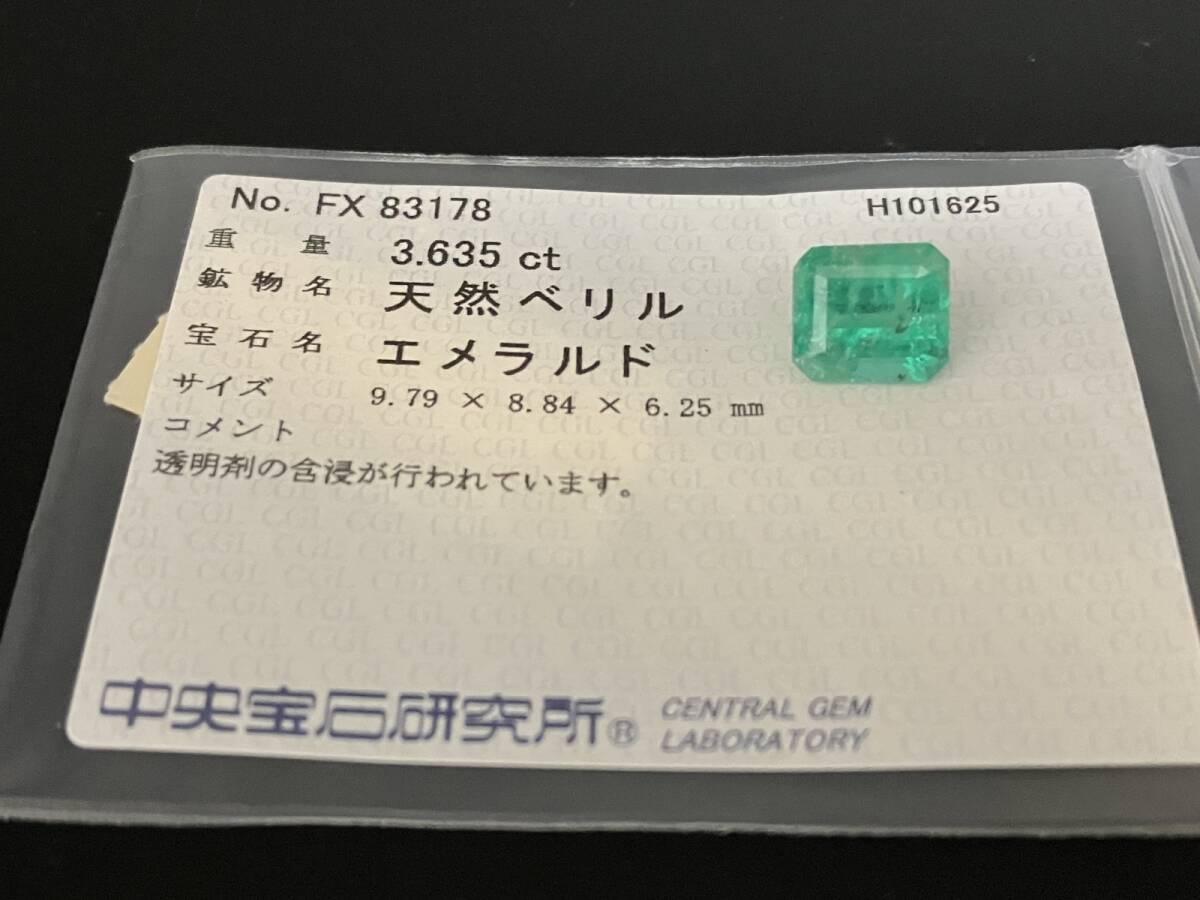 No. FX 83178
H101625
重量 3.635 ct
鉱物名 天然ベリル
宝石名 エメラルド
サイズ 9.79 × 8.84 × 6.25 mm
コメント
透明剤の含浸が行われています。
中央宝石研究所® CENTRAL GEM
LABORATORY